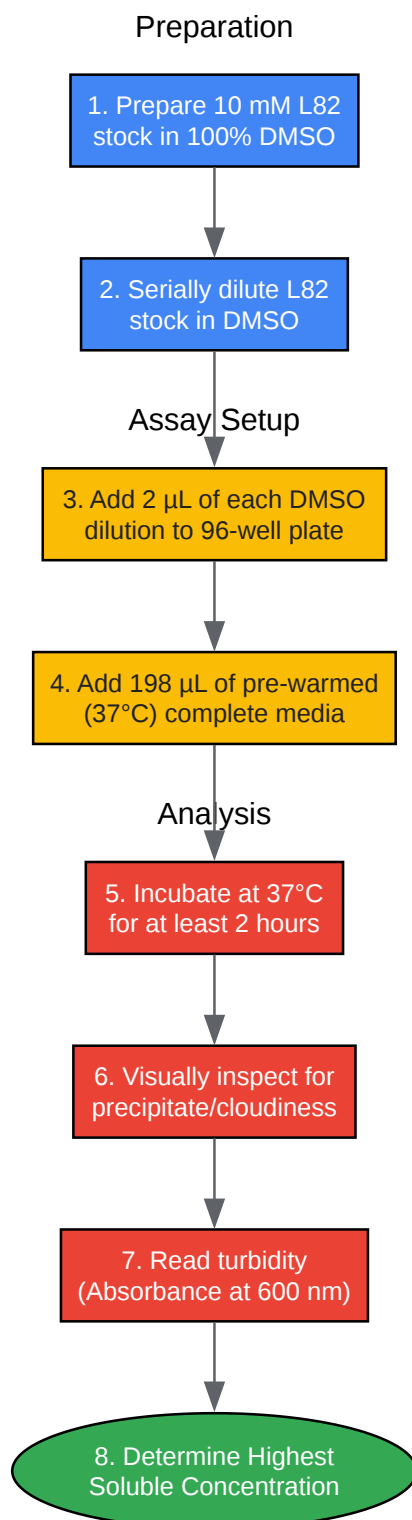 Preparation
1. Prepare 10 mM L82
stock in 100% DMSO
2. Serially dilute L82
stock in DMSO
Assay Setup
3. Add 2 µL of each DMSO
dilution to 96-well plate
4. Add 198 µL of pre-warmed
(37°C) complete media
Analysis
5. Incubate at 37°C
for at least 2 hours
6. Visually inspect for
precipitate/cloudiness
7. Read turbidity
(Absorbance at 600 nm)
8. Determine Highest
Soluble Concentration